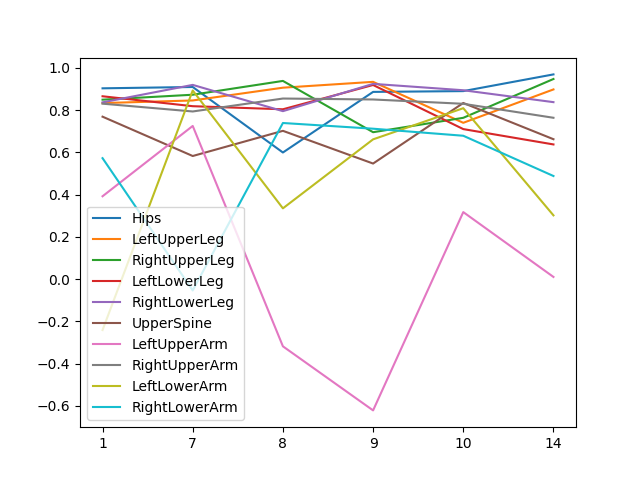 1.0
0.8
0.6
0.4
0.2
0.0
−0.2
−0.4
−0.6
Hips
LeftUpperLeg
RightUpperLeg
LeftLowerLeg
RightLowerLeg
UpperSpine
LeftUpperArm
RightUpperArm
LeftLowerArm
RightLowerArm
1 7 8 9 10 14